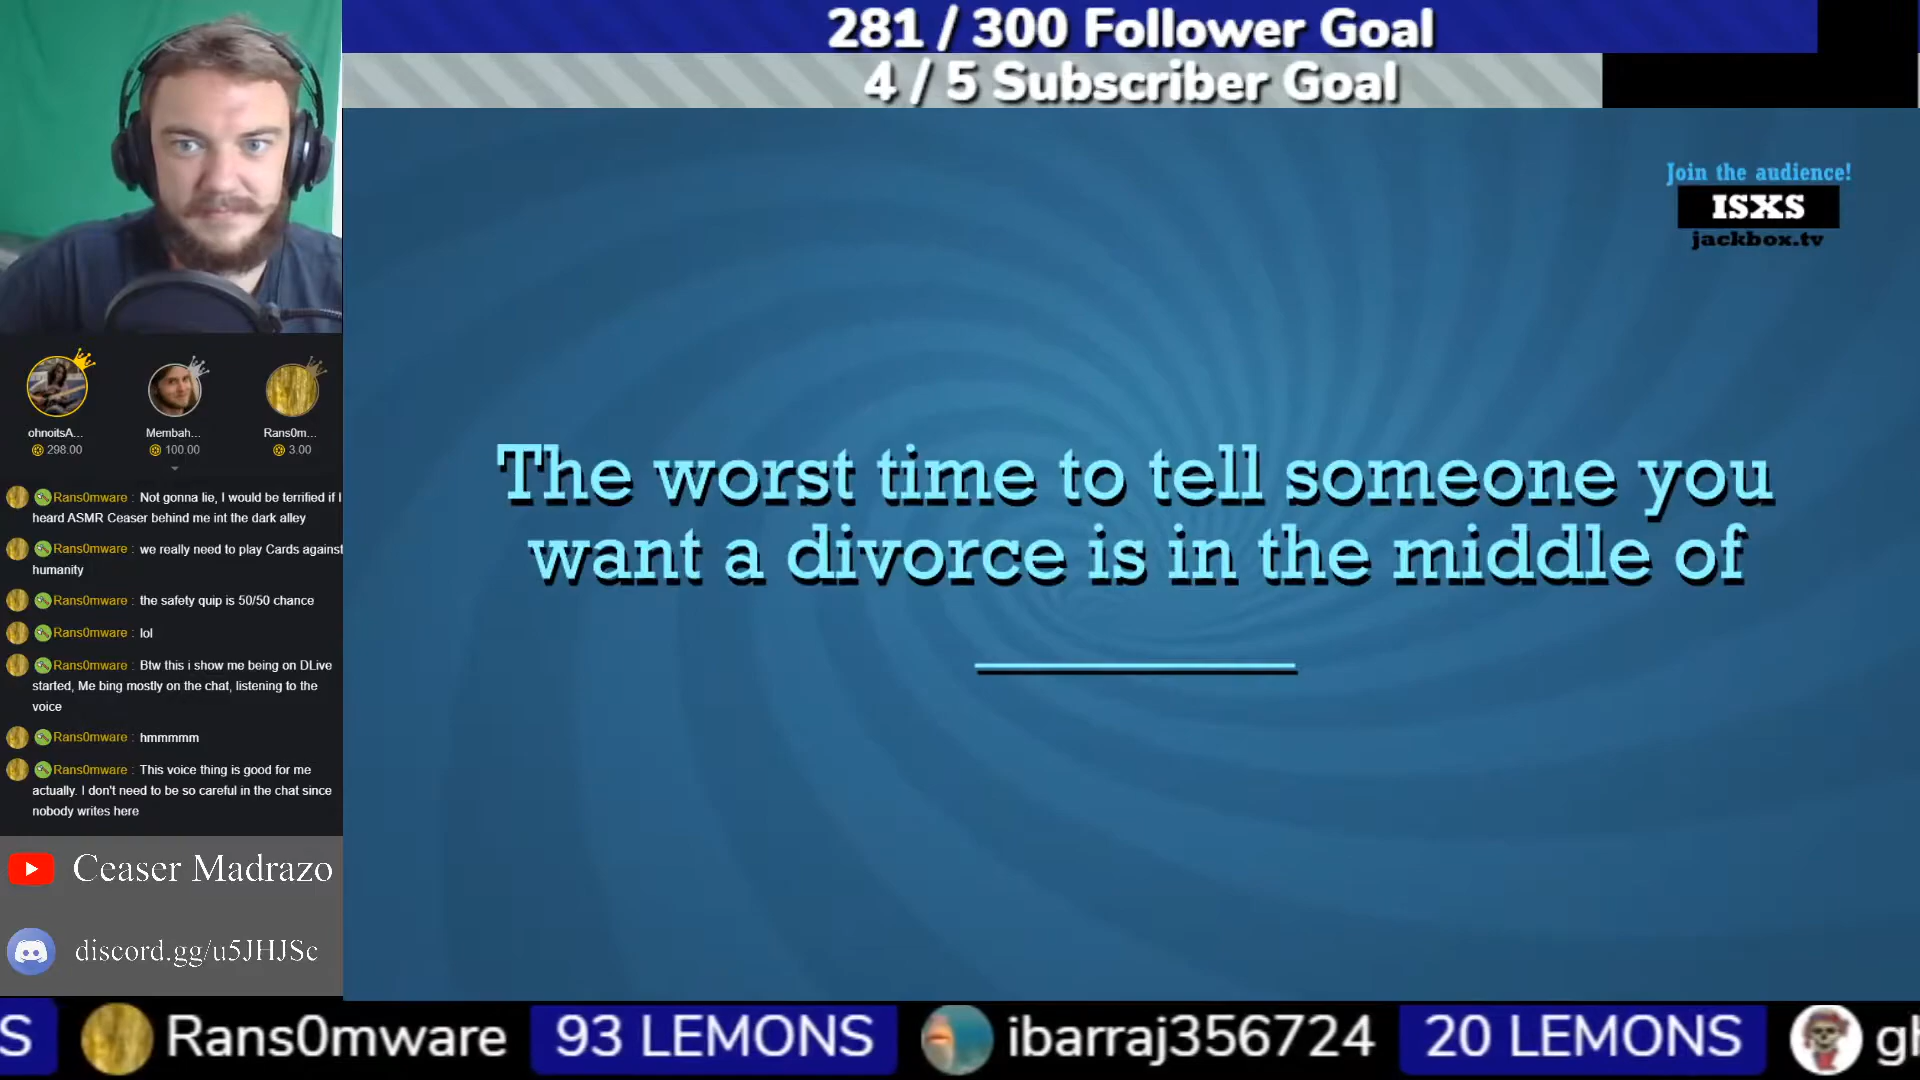 281 / 300 Follower Goal
4 / 5 Subscriber Goal
Join the audience!
ISXS
jackbox.tv
The worst time to tell someone you
want a divorce is in the middle of
ohnoitsA...
298.00
Membah...
100.00
Rans0m...
3.00
Rans0mware : Not gonna lie, I would be terrified if I
heard ASMR Ceaser behind me int the dark alley
Rans0mware : we really need to play Cards against
humanity
Rans0mware : the safety quip is 50/50 chance
Rans0mware : lol
Rans0mware : Btw this i show me being on DLive
started, Me bing mostly on the chat, listening to the
voice
Rans0mware : hmmmmm
Rans0mware : This voice thing is good for me
actually. I don't need to be so careful in the chat since
nobody writes here
Ceaser Madrazo
discord.gg/u5JHJSc
S Rans0mware 93 LEMONS ibarraj356724 20 LEMONS gh